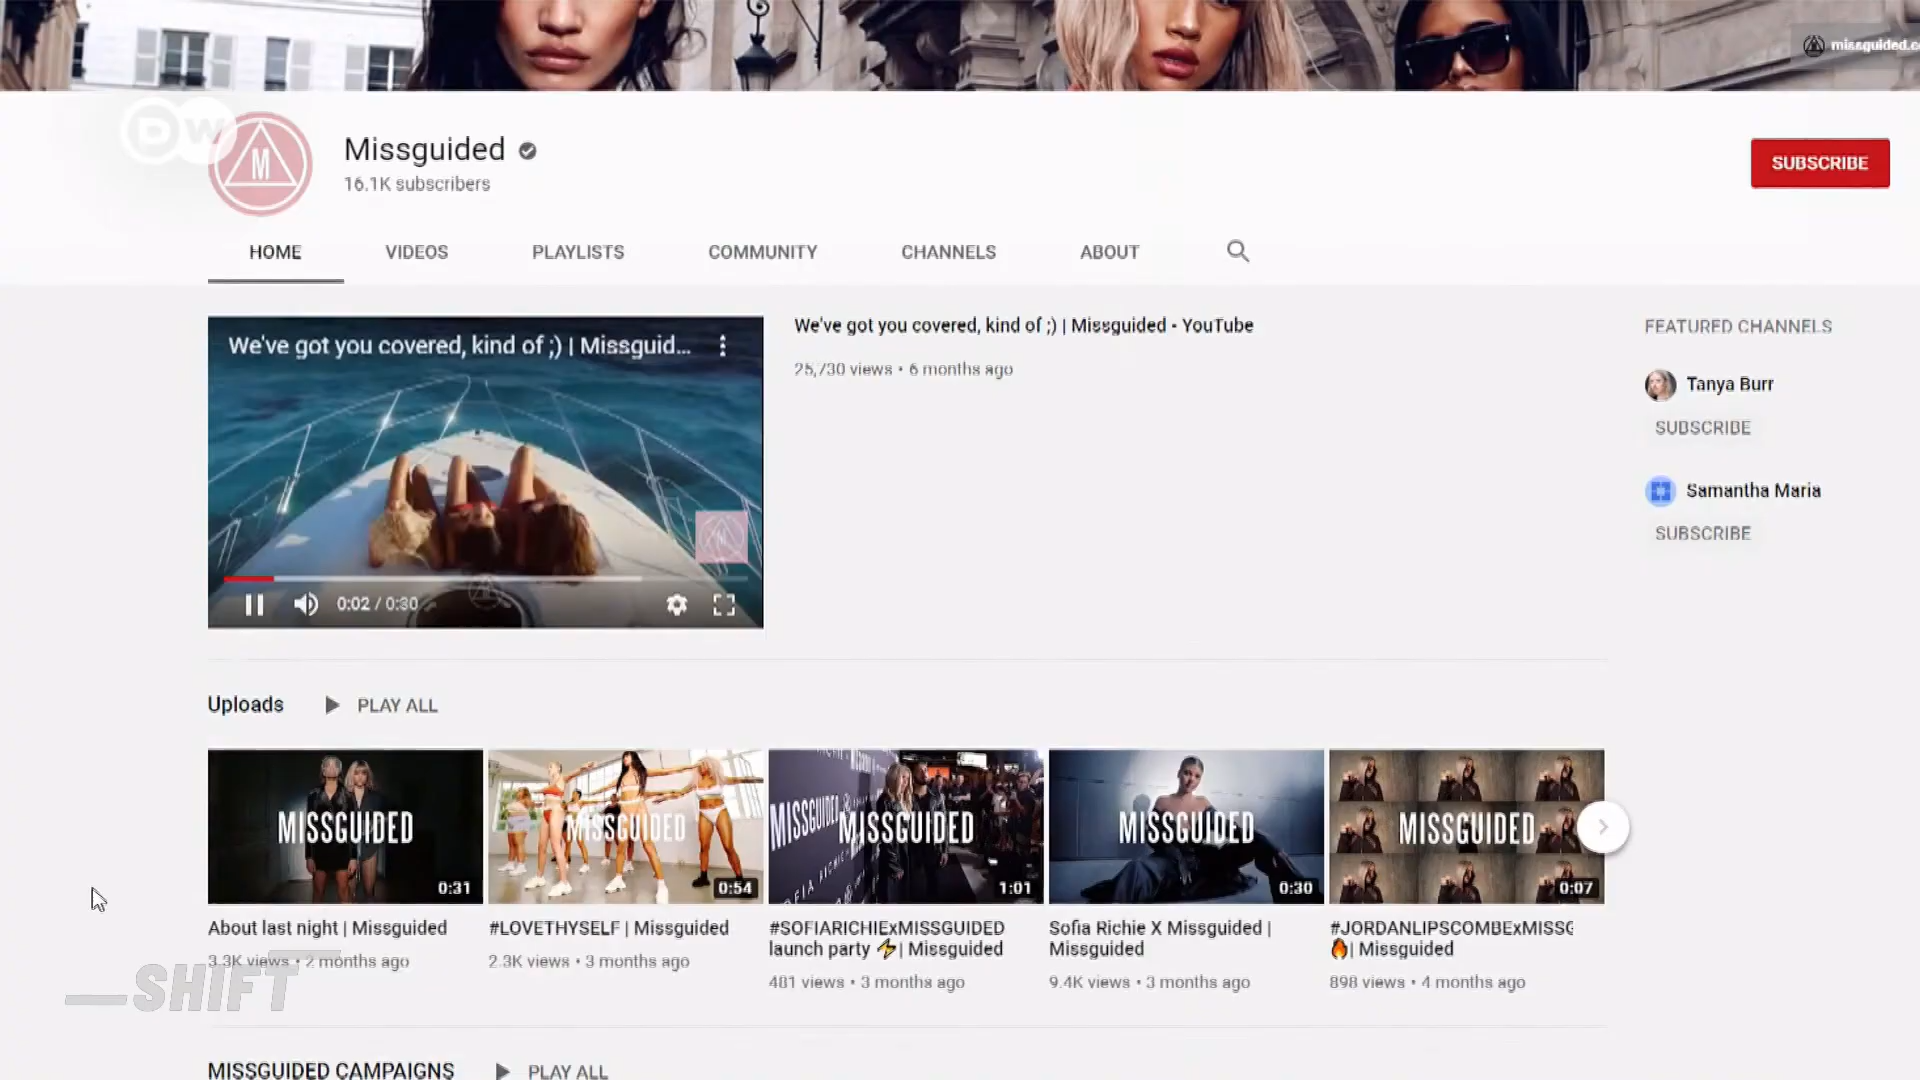 missguided.c
DW
M
Missguided
16.1K subscribers
SUBSCRIBE
HOME
VIDEOS
PLAYLISTS
COMMUNITY
CHANNELS
ABOUT
We've got you covered, kind of ;) | Missguid...
0:02 / 0:30
We've got you covered, kind of ;) | Missguided - YouTube
25,730 views • 6 months ago
FEATURED CHANNELS
Tanya Burr
SUBSCRIBE
Samantha Maria
SUBSCRIBE
Uploads
PLAY ALL
MISSGUIDED
0:31
About last night | Missguided
3.3K views • 2 months ago
MISSGUIDED
0:54
#LOVETHYSELF | Missguided
2.3K views • 3 months ago
MISSGUIDED
MISSGUIDED
SOFIA RICHIE
1:01
#SOFIARICHIExMISSGUIDED
launch party ⚡| Missguided
481 views • 3 months ago
MISSGUIDED
0:30
Sofia Richie X Missguided |
Missguided
9.4K views • 3 months ago
MISSGUIDED
0:07
#JORDANLIPSCOMBExMISSG
🔥| Missguided
898 views • 4 months ago
SHIFT
MISSGUIDED CAMPAIGNS
PLAY ALL